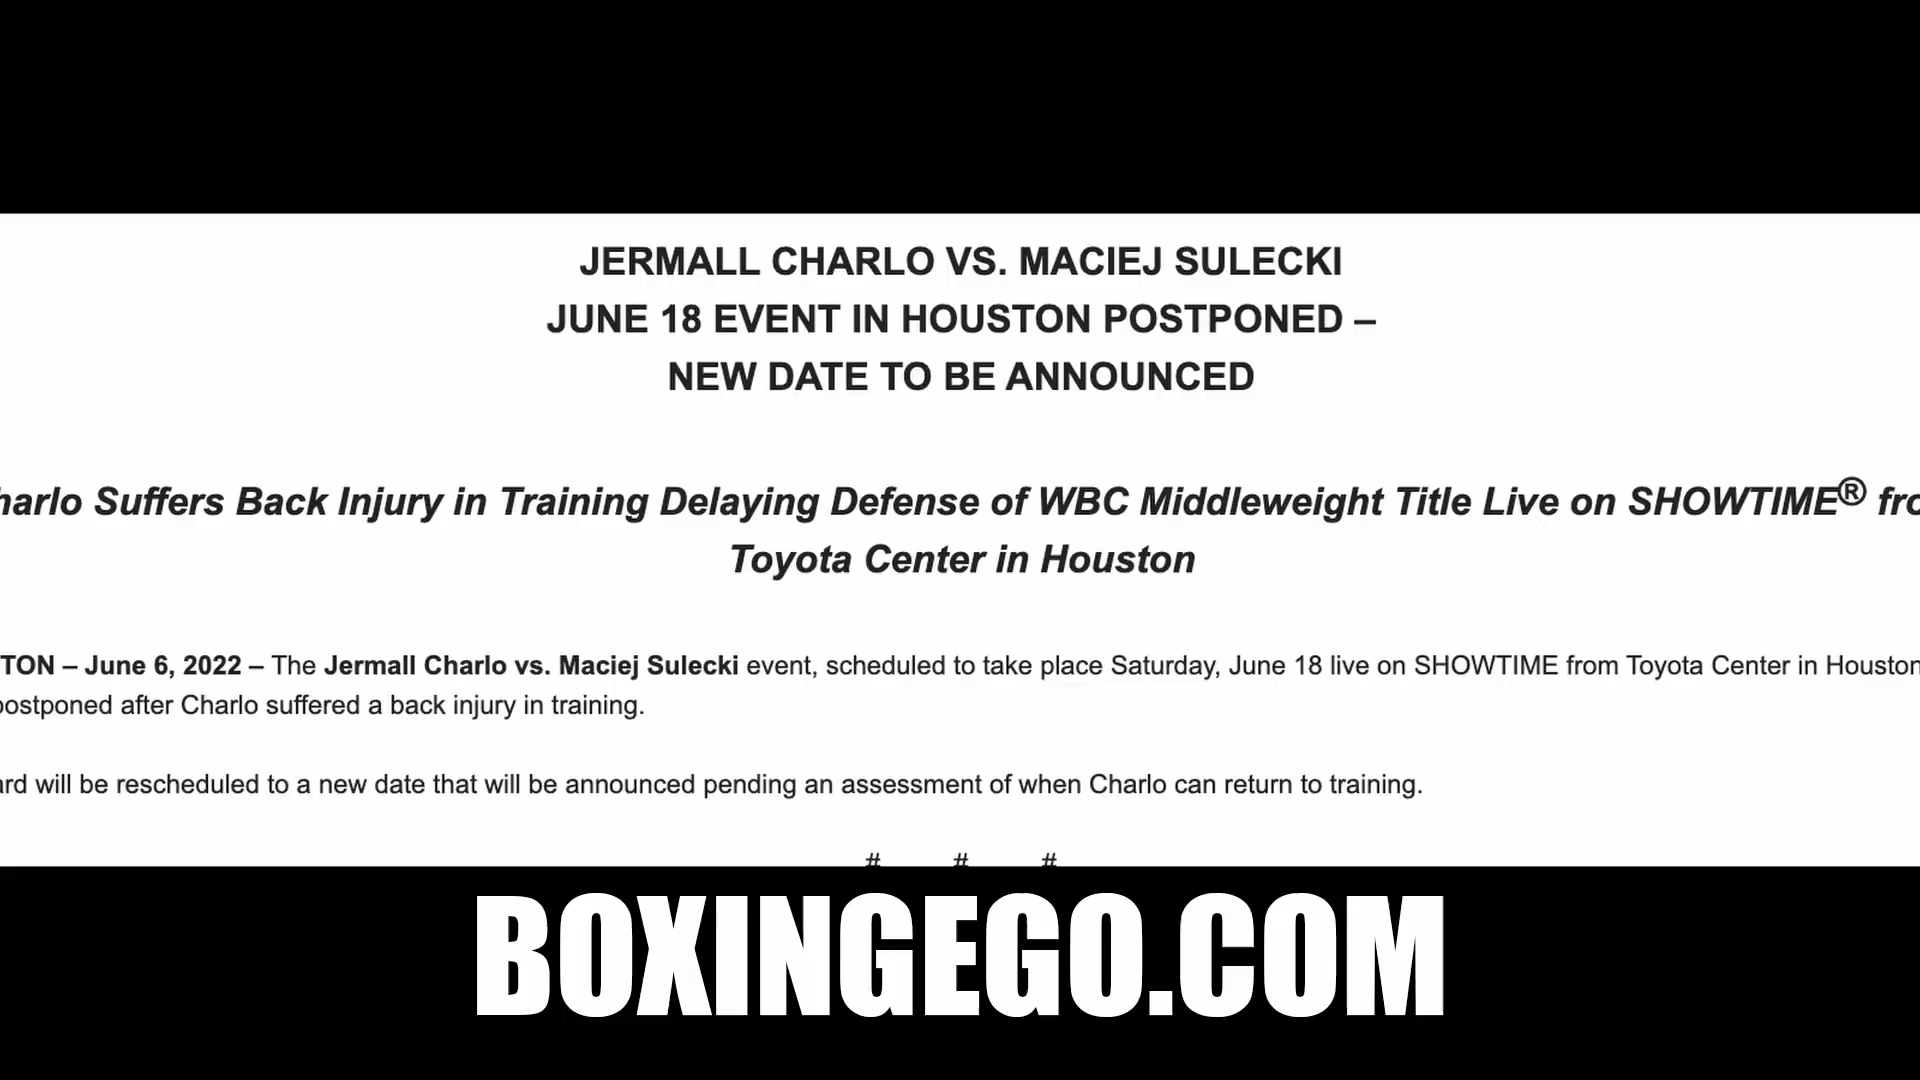 JERMALL CHARLO VS. MACIEJ SULECKI
JUNE 18 EVENT IN HOUSTON POSTPONED –
NEW DATE TO BE ANNOUNCED
harlo Suffers Back Injury in Training Delaying Defense of WBC Middleweight Title Live on SHOWTIME® fro
Toyota Center in Houston
TON – June 6, 2022 – The Jermall Charlo vs. Maciej Sulecki event, scheduled to take place Saturday, June 18 live on SHOWTIME from Toyota Center in Houston
postponed after Charlo suffered a back injury in training.
ard will be rescheduled to a new date that will be announced pending an assessment of when Charlo can return to training.
# # #
BOXINGEGO.COM